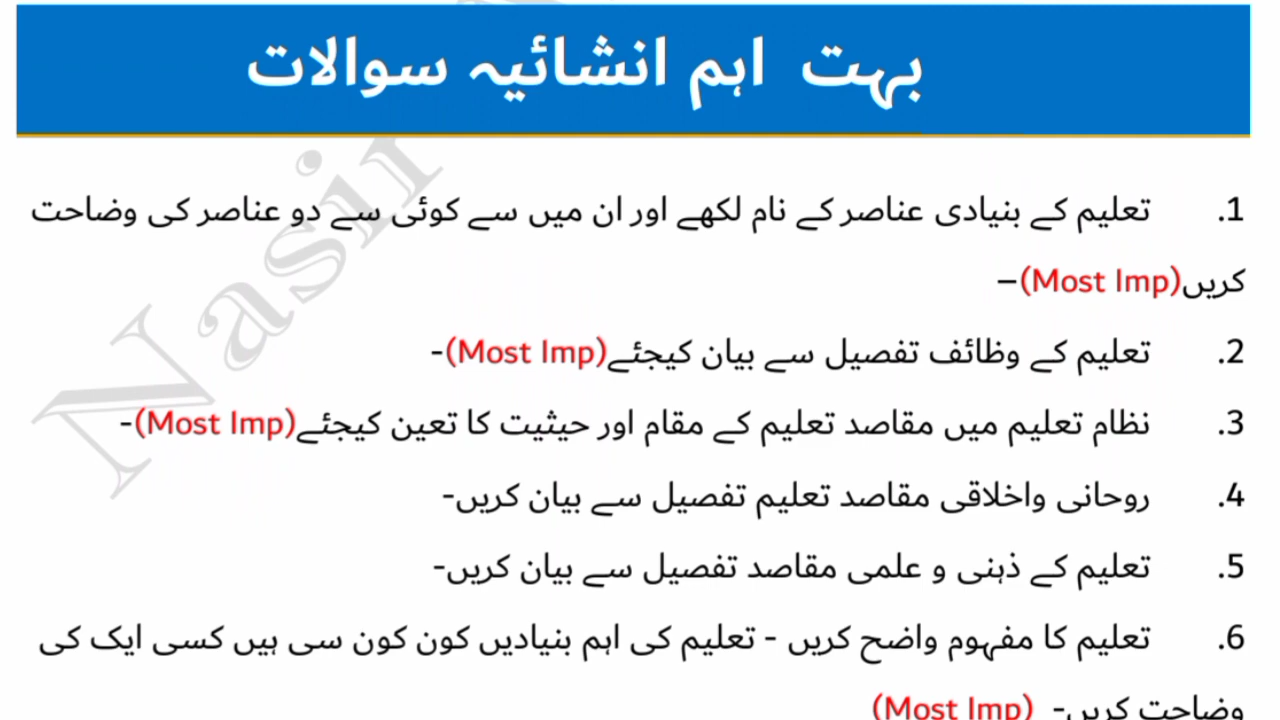 بہت اہم انشائیہ سوالات
1. تعلیم کے بنیادی عناصر کے نام لکھے اور ان میں سے کوئی سے دو عناصر کی وضاحت
کریں(Most Imp)–
2. تعلیم کے وظائف تفصیل سے بیان کیجئے(Most Imp)-
3. نظام تعلیم میں مقاصد تعلیم کے مقام اور حیثیت کا تعین کیجئے(Most Imp)-
4. روحانی واخلاقی مقاصد تعلیم تفصیل سے بیان کریں-
5. تعلیم کے ذہنی و علمی مقاصد تفصیل سے بیان کریں-
6. تعلیم کا مفہوم واضح کریں - تعلیم کی اہم بنیادیں کون کون سی ہیں کسی ایک کی
وضاحت کریں- (Most Imp)
Nasir